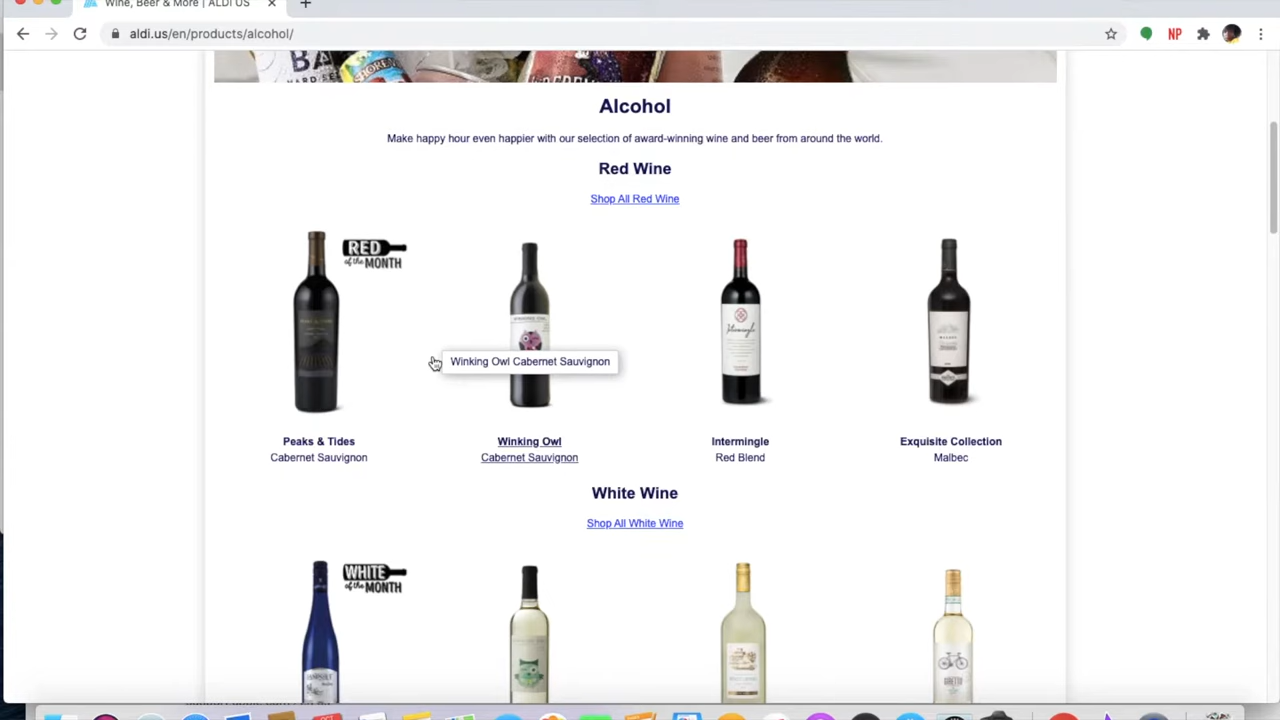 Wine, Beer & More | ALDI US
aldi.us/en/products/alcohol/
NP
Alcohol
Make happy hour even happier with our selection of award-winning wine and beer from around the world.
Red Wine
Shop All Red Wine
RED
of the MONTH
Intermingle
MALBEC
Winking Owl Cabernet Sauvignon
Peaks & Tides
Cabernet Sauvignon
Winking Owl
Cabernet Sauvignon
Intermingle
Red Blend
Exquisite Collection
Malbec
White Wine
Shop All White Wine
WHITE
of the MONTH